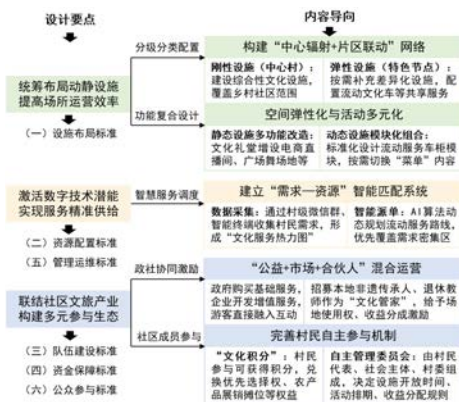 设计要点
内容导向
统筹布局动静设施
提高场所运营效率
（一）设施布局标准
分级分类配置
构建“中心辐射+片区联动”网络
刚性设施（中心村）：
建设综合性文化设施，
覆盖乡村社区范围
弹性设施（特色节点）：
按需补充差异化设施，配
置流动文化车等共享服务
功能复合设计
空间弹性化与活动多元化
静态设施多功能改造：
文化礼堂增设电商直
播间、广场舞场地等
动态设施模块化组合：
标准化设计流动服务车柜模
块，按需切换“菜单”内容
激活数字技术潜能
实现服务精准供给
（二）资源配置标准
（五）管理运维标准
智慧服务调度
建立“需求—资源”智能匹配系统
数据采集：通过村级微信群、
智能终端收集村民需求，形
成“文化服务热力图”
智能派单：AI算法动
态规划流动服务路线，
优先覆盖需求密集区
联结社区文旅产业
构建多元参与生态
（三）队伍建设标准
（四）资金保障标准
（六）公众参与标准
政社协同激励
“公益+市场+合伙人”混合运营
政府购买基础服务，
企业开发增值服务，
游客直接融入互动
招募本地非遗传承人、退休教
师作为“文化管家”，给予场
地使用权、收益分成激励
社区成员参与
完善村民自主参与机制
“文化积分”：村民
参与可获得积分，兑
换优先选择权、农产
品展销摊位等权益
自主管理委员会：由村民
代表、社会主体、村委组
成，决定设施开放时间、
活动排期、收益分配规则